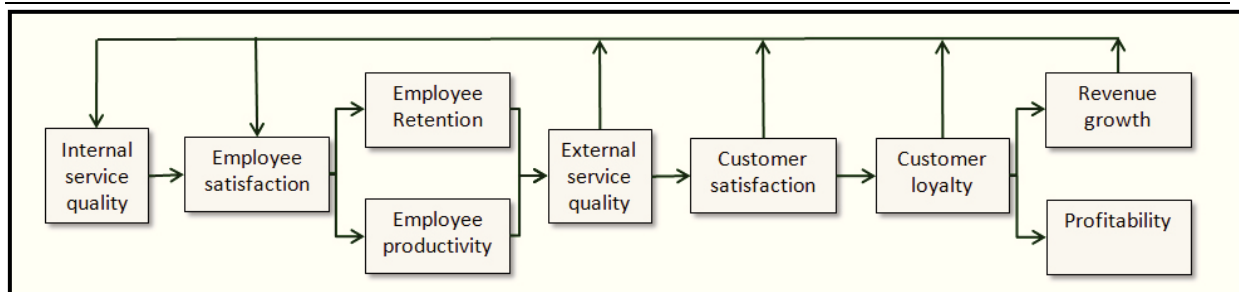 Internal
service
quality
Employee
satisfaction
Employee
Retention
Employee
productivity
External
service
quality
Customer
satisfaction
Customer
loyalty
Revenue
growth
Profitability